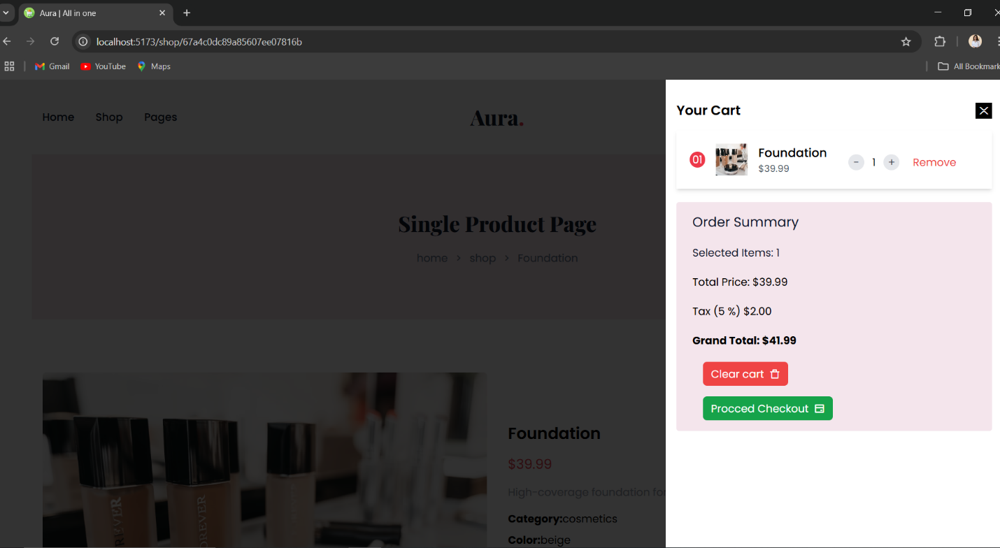 Aura | All in one
localhost:5173/shop/67a4c0dc89a85607ee07816b
Gmail YouTube Maps All Bookmark
Home Shop Pages
Aura.
Single Product Page
home > shop > Foundation
Foundation
$39.99
High-coverage foundation for
Category:cosmetics
Color:beige
Your Cart
01
Foundation
$39.99
- 1 + Remove
Order Summary
Selected Items: 1
Total Price: $39.99
Tax (5 %) $2.00
Grand Total: $41.99
Clear cart
Procced Checkout